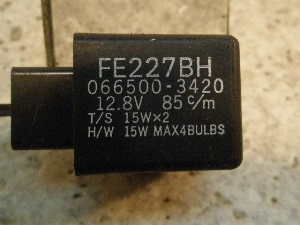 FE227BH
066500-3420
12.8V 85c/m
T/S 15W×2
H/W 15W MAX4BULBS